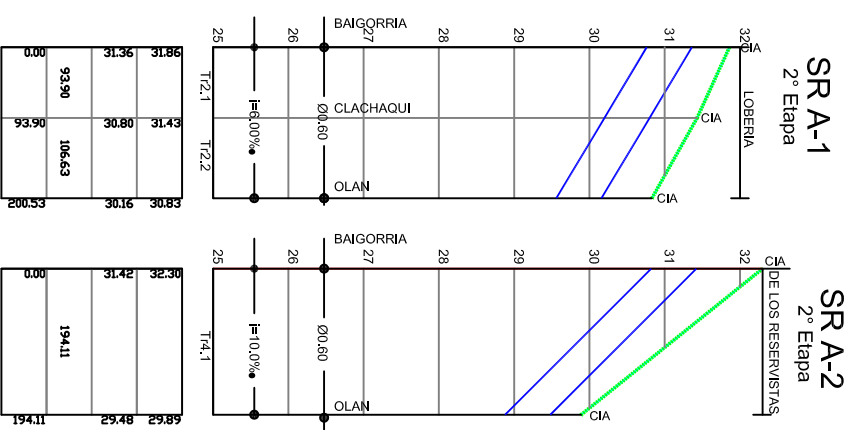 SR A-1
2° Etapa
LOBERIA
BAIGORRIA
CLACHAQUI
OLAN
CIA
CIA
CIA
25
26
27
28
29
30
31
32
Ø0.60
i=6.00%
Tr2.1
Tr2.2
31.86
31.43
30.83
31.36
30.80
30.16
93.90
106.63
0.00
93.90
200.53
SR A-2
2° Etapa
DE LOS RESERVISTAS
BAIGORRIA
OLAN
CIA
CIA
25
26
27
28
29
30
31
32
Ø0.60
i=10.0%
Tr4.1
32.30
29.89
31.42
29.48
194.11
0.00
194.11